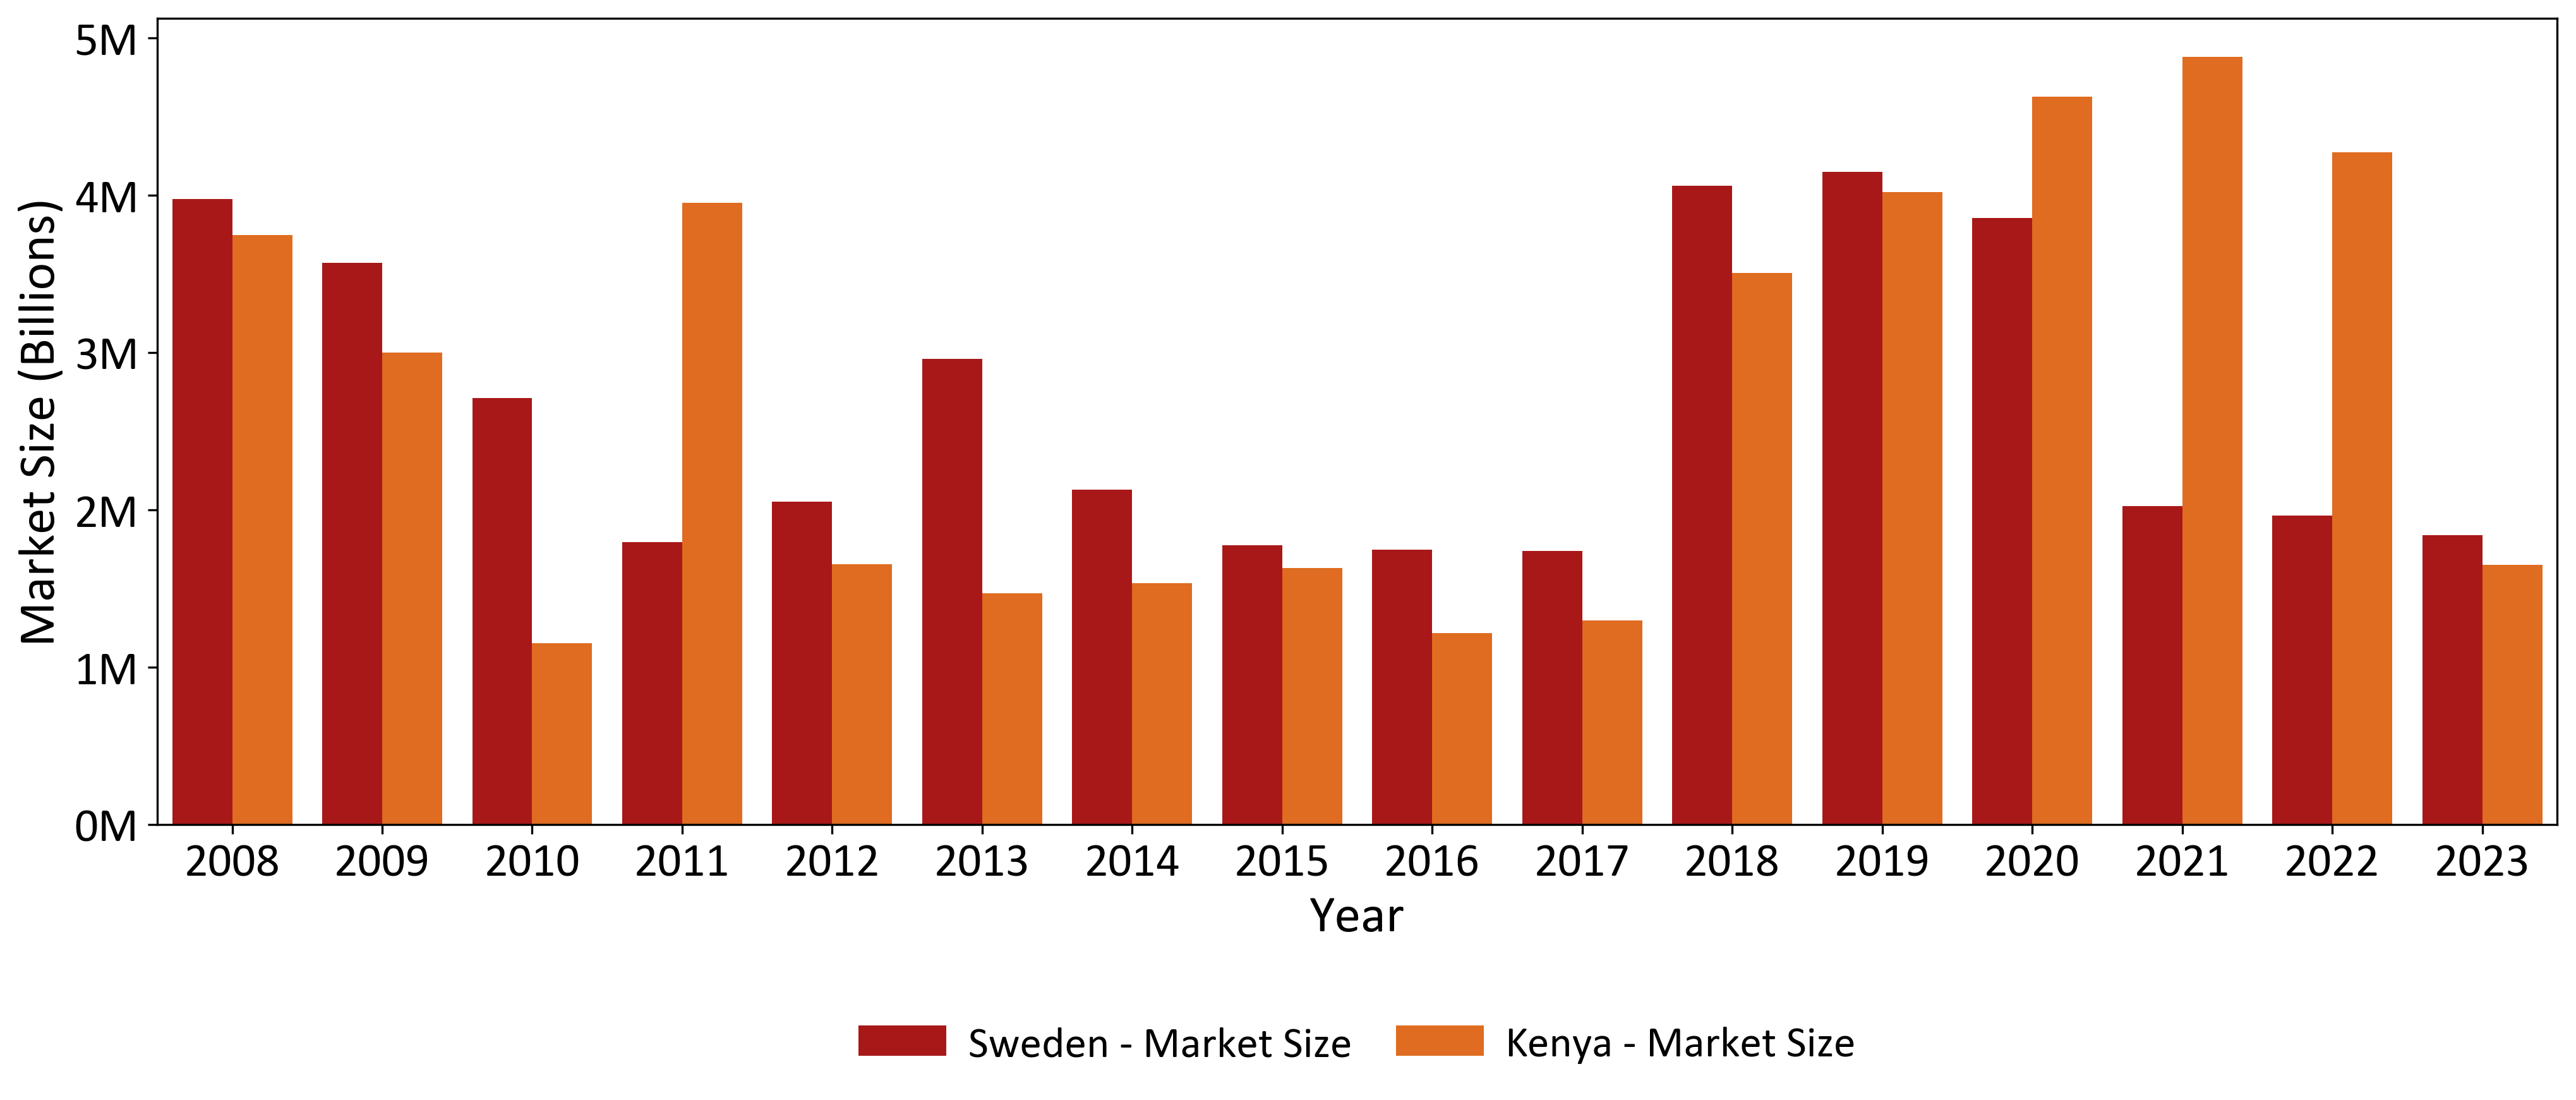 Market Size (Billions)
5M
4M
3M
2M
1M
0M
2008 2009 2010 2011 2012 2013 2014 2015 2016 2017 2018 2019 2020 2021 2022 2023
Year
Sweden - Market Size Kenya - Market Size